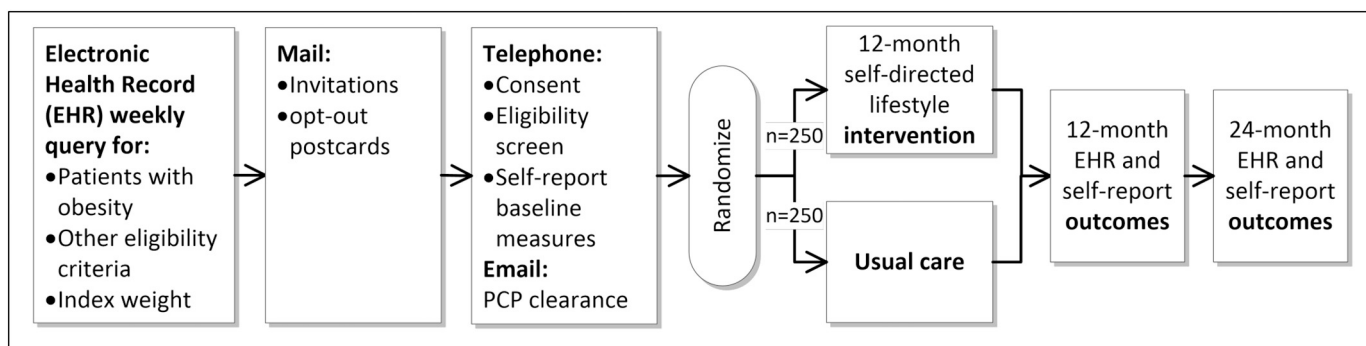 Electronic
Health Record
(EHR) weekly
query for:
•Patients with
obesity
•Other eligibility
criteria
•Index weight
Mail:
•Invitations
•opt-out
postcards
Telephone:
•Consent
•Eligibility
screen
•Self-report
baseline
measures
Email:
PCP clearance
Randomize
n=250
n=250
12-month
self-directed
lifestyle
intervention
Usual care
12-month
EHR and
self-report
outcomes
24-month
EHR and
self-report
outcomes